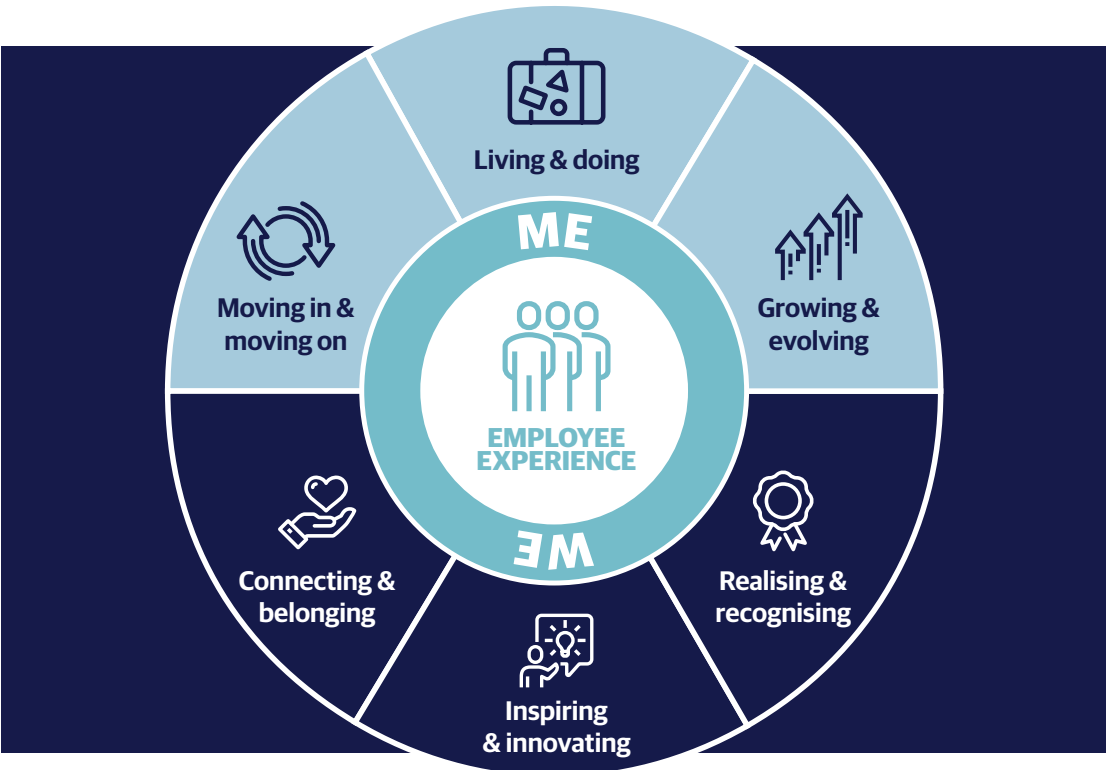 Living & doing
ME
Moving in &
moving on
Growing &
evolving
EMPLOYEE
EXPERIENCE
WE
Connecting &
belonging
Realising &
recognising
Inspiring
& innovating